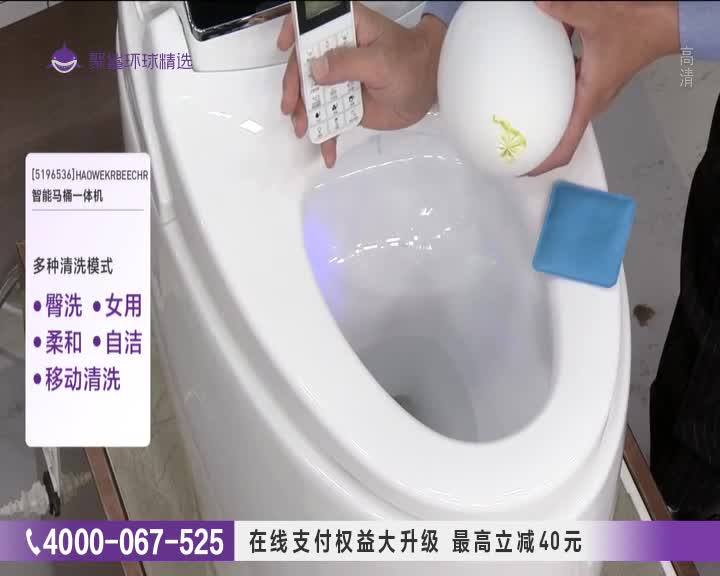 聚鲨环球精选
高清
[5196536]HAOWEKRBEECHR
智能马桶一体机
多种清洗模式
•臀洗 •女用
•柔和 •自洁
•移动清洗
4000-067-525
在线支付权益大升级 最高立减40元